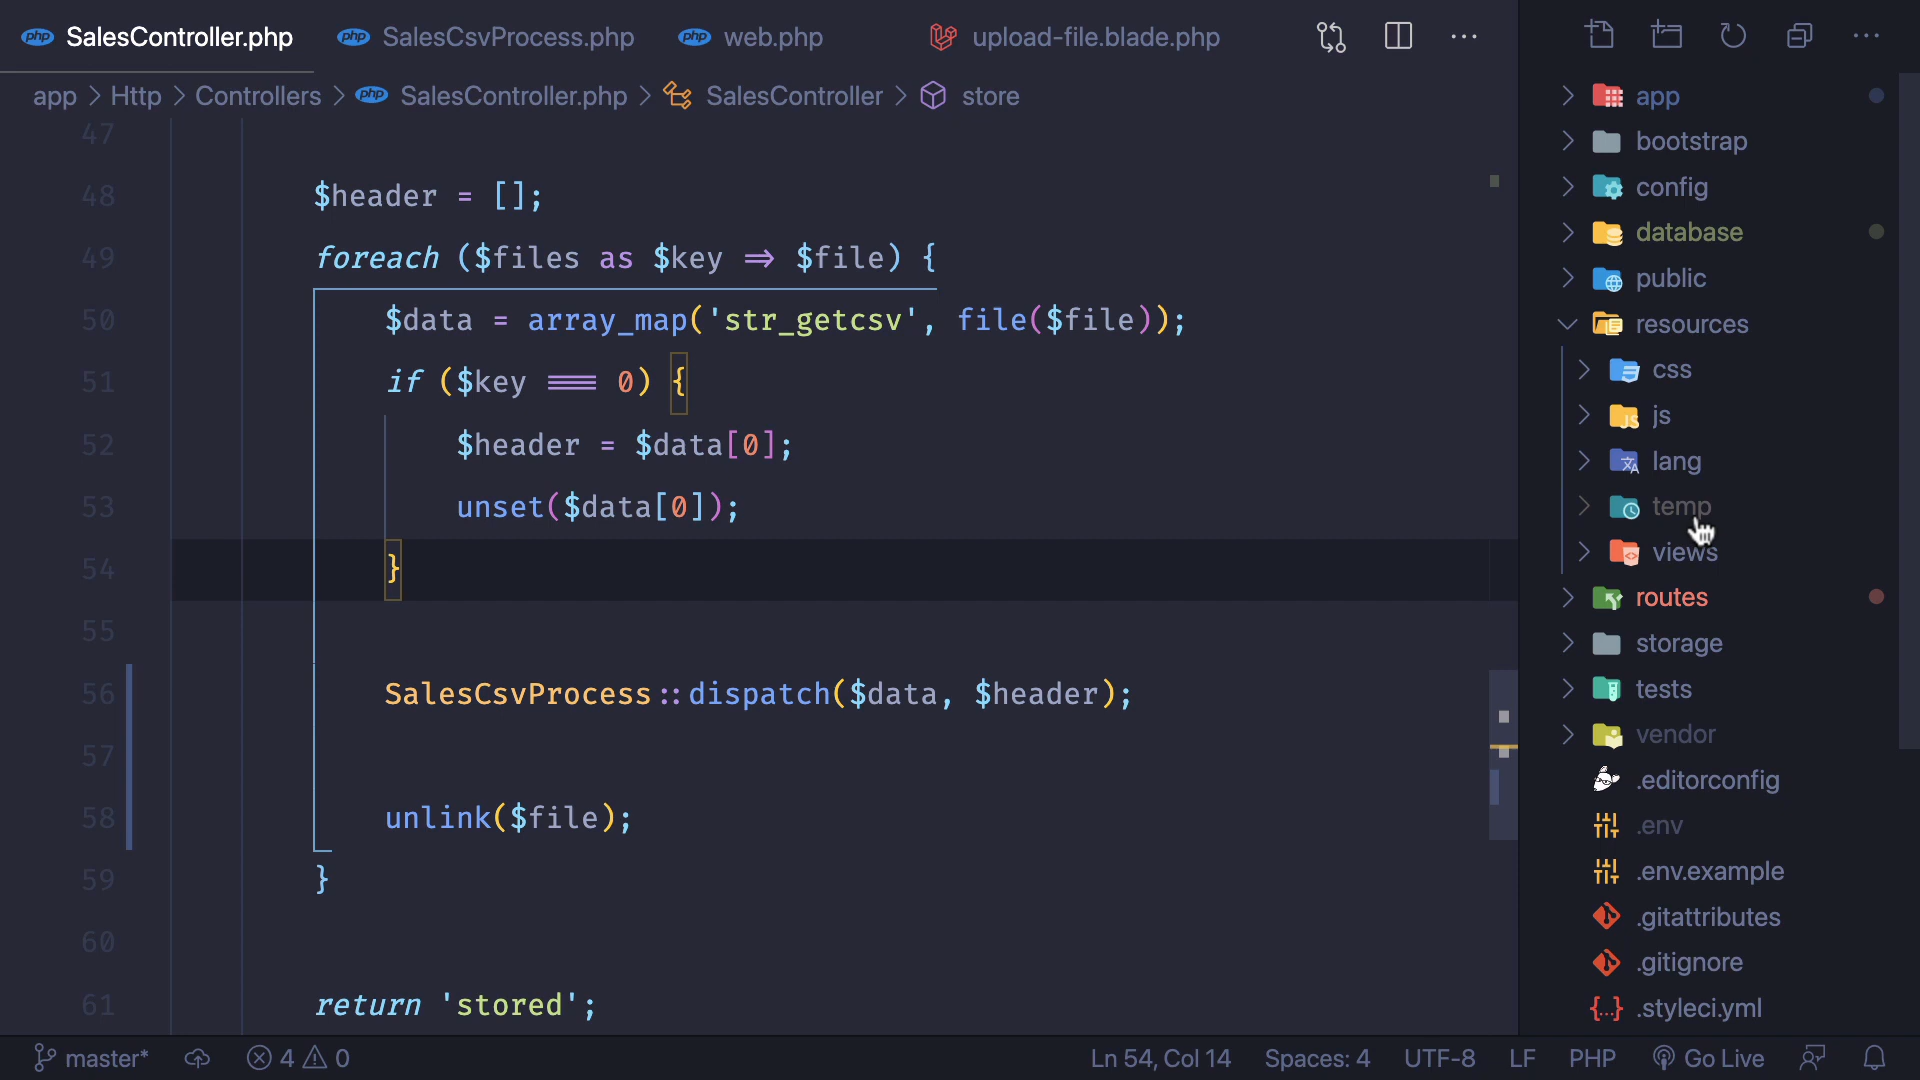 php SalesController.php
php SalesCsvProcess.php
php web.php
upload-file.blade.php
app > Http > Controllers > php SalesController.php > SalesController > store
47
48 $header = [];
49 foreach ($files as $key => $file) {
50 $data = array_map('str_getcsv', file($file));
51 if ($key === 0) {
52 $header = $data[0];
53 unset($data[0]);
54 }
55
56 SalesCsvProcess::dispatch($data, $header);
57
58 unlink($file);
59 }
60
61 return 'stored';
app
bootstrap
config
database
public
resources
css
js
lang
temp
views
routes
storage
tests
vendor
.editorconfig
.env
.env.example
.gitattributes
.gitignore
.styleci.yml
master* 4 0 Ln 54, Col 14 Spaces: 4 UTF-8 LF PHP Go Live